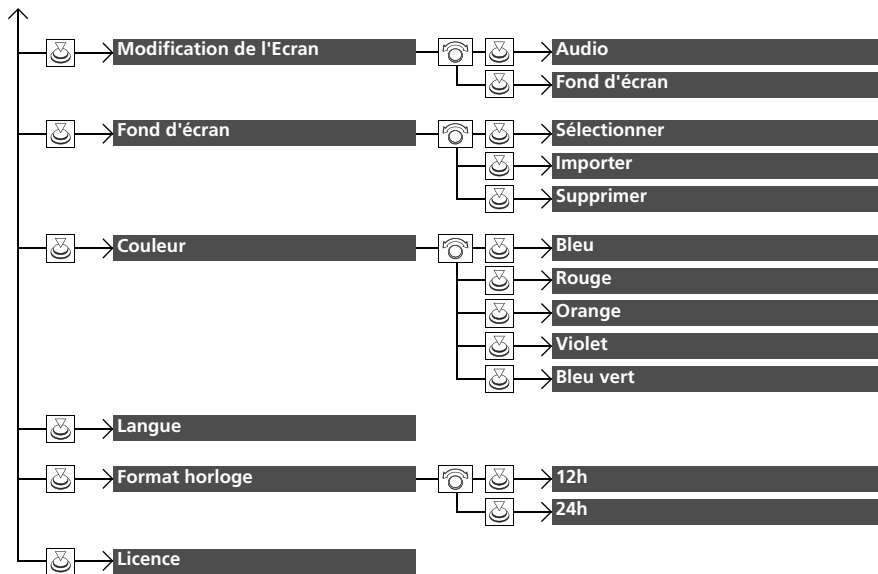 Modification de l'Ecran
Audio
Fond d'écran
Fond d'écran
Sélectionner
Importer
Supprimer
Couleur
Bleu
Rouge
Orange
Violet
Bleu vert
Langue
Format horloge
12h
24h
Licence